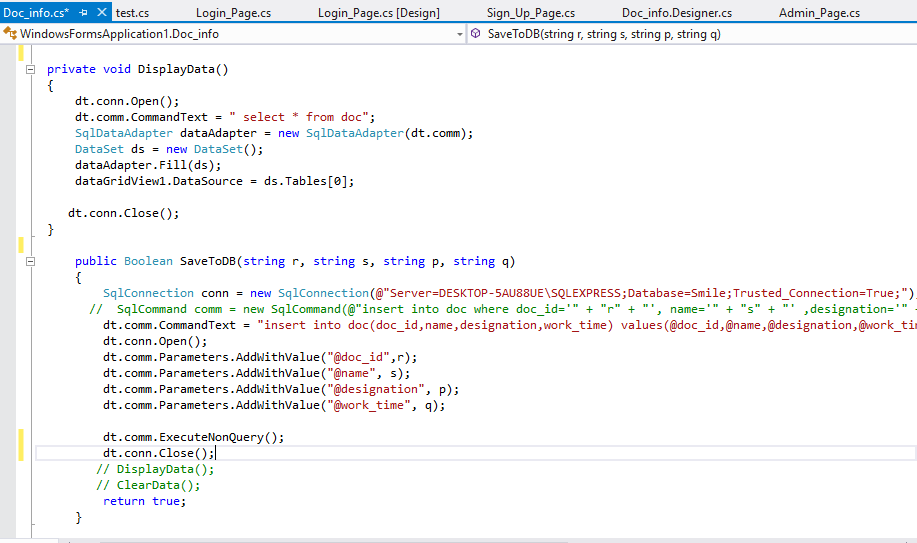 Doc_info.cs* test.cs Login_Page.cs Login_Page.cs [Design] Sign_Up_Page.cs Doc_info.Designer.cs Admin_Page.cs
WindowsFormsApplication1.Doc_info SaveToDB(string r, string s, string p, string q)
private void DisplayData()
{
dt.conn.Open();
dt.comm.CommandText = " select * from doc";
SqlDataAdapter dataAdapter = new SqlDataAdapter(dt.comm);
DataSet ds = new DataSet();
dataAdapter.Fill(ds);
dataGridView1.DataSource = ds.Tables[0];
dt.conn.Close();
}
public Boolean SaveToDB(string r, string s, string p, string q)
{
SqlConnection conn = new SqlConnection(@"Server=DESKTOP-5AU88UE\SQLEXPRESS;Database=Smile;Trusted_Connection=True;")
// SqlCommand comm = new SqlCommand(@"insert into doc where doc_id='" + "r" + "', name='" + "s" + "' ,designation='" +
dt.comm.CommandText = "insert into doc(doc_id,name,designation,work_time) values(@doc_id,@name,@designation,@work_tim
dt.conn.Open();
dt.comm.Parameters.AddWithValue("@doc_id",r);
dt.comm.Parameters.AddWithValue("@name", s);
dt.comm.Parameters.AddWithValue("@designation", p);
dt.comm.Parameters.AddWithValue("@work_time", q);
dt.comm.ExecuteNonQuery();
dt.conn.Close();
// DisplayData();
// ClearData();
return true;
}